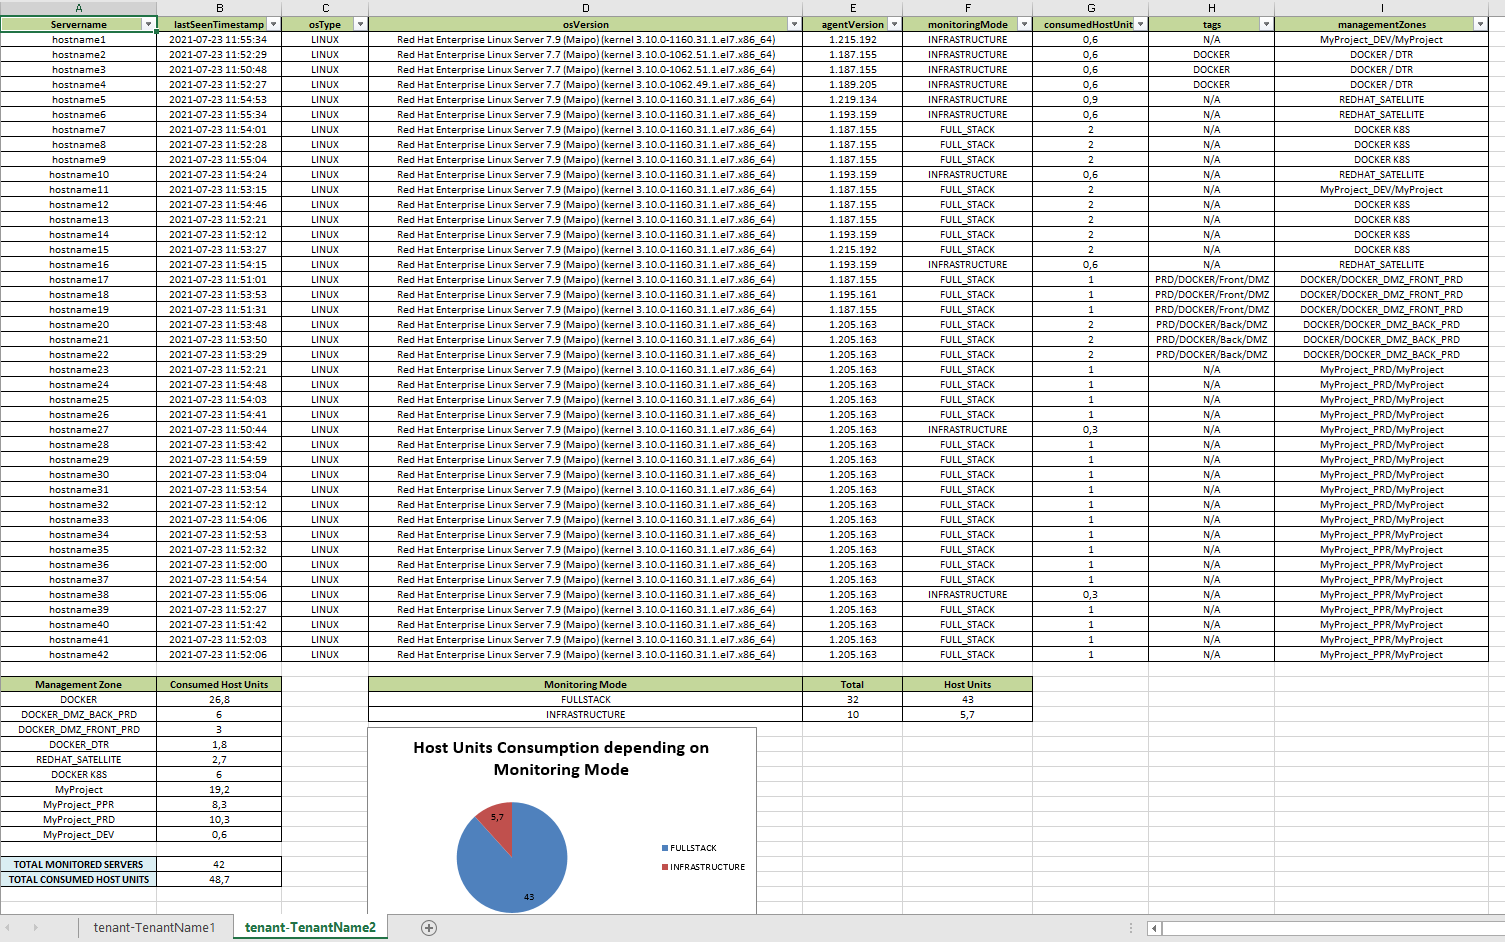 A B C D E F G H I
Servername lastSeenTimestamp osType osVersion agentVersion monitoringMode consumedHostUnit tags managementZones
hostname1 2021-07-23 11:55:34 LINUX Red Hat Enterprise Linux Server 7.9 (Maipo) (kernel 3.10.0-1160.31.1.el7.x86_64) 1.215.192 INFRASTRUCTURE 0,6 N/A MyProject_DEV/MyProject
hostname2 2021-07-23 11:52:29 LINUX Red Hat Enterprise Linux Server 7.7 (Maipo) (kernel 3.10.0-1062.51.1.el7.x86_64) 1.187.155 INFRASTRUCTURE 0,6 DOCKER DOCKER / DTR
hostname3 2021-07-23 11:50:48 LINUX Red Hat Enterprise Linux Server 7.7 (Maipo) (kernel 3.10.0-1062.51.1.el7.x86_64) 1.187.155 INFRASTRUCTURE 0,6 DOCKER DOCKER / DTR
hostname4 2021-07-23 11:52:27 LINUX Red Hat Enterprise Linux Server 7.7 (Maipo) (kernel 3.10.0-1062.49.1.el7.x86_64) 1.189.205 INFRASTRUCTURE 0,6 DOCKER DOCKER / DTR
hostname5 2021-07-23 11:54:53 LINUX Red Hat Enterprise Linux Server 7.9 (Maipo) (kernel 3.10.0-1160.31.1.el7.x86_64) 1.219.134 INFRASTRUCTURE 0,9 N/A REDHAT_SATELLITE
hostname6 2021-07-23 11:55:34 LINUX Red Hat Enterprise Linux Server 7.9 (Maipo) (kernel 3.10.0-1160.31.1.el7.x86_64) 1.193.159 INFRASTRUCTURE 0,6 N/A REDHAT_SATELLITE
hostname7 2021-07-23 11:54:01 LINUX Red Hat Enterprise Linux Server 7.9 (Maipo) (kernel 3.10.0-1160.31.1.el7.x86_64) 1.187.155 FULL_STACK 2 N/A DOCKER K8S
hostname8 2021-07-23 11:52:28 LINUX Red Hat Enterprise Linux Server 7.9 (Maipo) (kernel 3.10.0-1160.31.1.el7.x86_64) 1.187.155 FULL_STACK 2 N/A DOCKER K8S
hostname9 2021-07-23 11:55:04 LINUX Red Hat Enterprise Linux Server 7.9 (Maipo) (kernel 3.10.0-1160.31.1.el7.x86_64) 1.187.155 FULL_STACK 2 N/A DOCKER K8S
hostname10 2021-07-23 11:54:24 LINUX Red Hat Enterprise Linux Server 7.9 (Maipo) (kernel 3.10.0-1160.31.1.el7.x86_64) 1.193.159 INFRASTRUCTURE 0,6 N/A REDHAT_SATELLITE
hostname11 2021-07-23 11:53:15 LINUX Red Hat Enterprise Linux Server 7.9 (Maipo) (kernel 3.10.0-1160.31.1.el7.x86_64) 1.187.155 FULL_STACK 2 N/A MyProject_DEV/MyProject
hostname12 2021-07-23 11:54:46 LINUX Red Hat Enterprise Linux Server 7.9 (Maipo) (kernel 3.10.0-1160.31.1.el7.x86_64) 1.187.155 FULL_STACK 2 N/A DOCKER K8S
hostname13 2021-07-23 11:52:21 LINUX Red Hat Enterprise Linux Server 7.9 (Maipo) (kernel 3.10.0-1160.31.1.el7.x86_64) 1.187.155 FULL_STACK 2 N/A DOCKER K8S
hostname14 2021-07-23 11:52:12 LINUX Red Hat Enterprise Linux Server 7.9 (Maipo) (kernel 3.10.0-1160.31.1.el7.x86_64) 1.193.159 FULL_STACK 2 N/A DOCKER K8S
hostname15 2021-07-23 11:53:27 LINUX Red Hat Enterprise Linux Server 7.9 (Maipo) (kernel 3.10.0-1160.31.1.el7.x86_64) 1.215.192 FULL_STACK 2 N/A DOCKER K8S
hostname16 2021-07-23 11:54:15 LINUX Red Hat Enterprise Linux Server 7.9 (Maipo) (kernel 3.10.0-1160.31.1.el7.x86_64) 1.193.159 INFRASTRUCTURE 0,6 N/A REDHAT_SATELLITE
hostname17 2021-07-23 11:51:01 LINUX Red Hat Enterprise Linux Server 7.9 (Maipo) (kernel 3.10.0-1160.31.1.el7.x86_64) 1.187.155 FULL_STACK 1 PRD/DOCKER/Front/DMZ DOCKER/DOCKER_DMZ_FRONT_PRD
hostname18 2021-07-23 11:53:53 LINUX Red Hat Enterprise Linux Server 7.9 (Maipo) (kernel 3.10.0-1160.31.1.el7.x86_64) 1.195.161 FULL_STACK 1 PRD/DOCKER/Front/DMZ DOCKER/DOCKER_DMZ_FRONT_PRD
hostname19 2021-07-23 11:51:31 LINUX Red Hat Enterprise Linux Server 7.9 (Maipo) (kernel 3.10.0-1160.31.1.el7.x86_64) 1.187.155 FULL_STACK 1 PRD/DOCKER/Front/DMZ DOCKER/DOCKER_DMZ_FRONT_PRD
hostname20 2021-07-23 11:53:48 LINUX Red Hat Enterprise Linux Server 7.9 (Maipo) (kernel 3.10.0-1160.31.1.el7.x86_64) 1.205.163 FULL_STACK 2 PRD/DOCKER/Back/DMZ DOCKER/DOCKER_DMZ_BACK_PRD
hostname21 2021-07-23 11:53:50 LINUX Red Hat Enterprise Linux Server 7.9 (Maipo) (kernel 3.10.0-1160.31.1.el7.x86_64) 1.205.163 FULL_STACK 2 PRD/DOCKER/Back/DMZ DOCKER/DOCKER_DMZ_BACK_PRD
hostname22 2021-07-23 11:53:29 LINUX Red Hat Enterprise Linux Server 7.9 (Maipo) (kernel 3.10.0-1160.31.1.el7.x86_64) 1.205.163 FULL_STACK 2 PRD/DOCKER/Back/DMZ DOCKER/DOCKER_DMZ_BACK_PRD
hostname23 2021-07-23 11:52:21 LINUX Red Hat Enterprise Linux Server 7.9 (Maipo) (kernel 3.10.0-1160.31.1.el7.x86_64) 1.205.163 FULL_STACK 1 N/A MyProject_PRD/MyProject
hostname24 2021-07-23 11:54:48 LINUX Red Hat Enterprise Linux Server 7.9 (Maipo) (kernel 3.10.0-1160.31.1.el7.x86_64) 1.205.163 FULL_STACK 1 N/A MyProject_PRD/MyProject
hostname25 2021-07-23 11:54:03 LINUX Red Hat Enterprise Linux Server 7.9 (Maipo) (kernel 3.10.0-1160.31.1.el7.x86_64) 1.205.163 FULL_STACK 1 N/A MyProject_PRD/MyProject
hostname26 2021-07-23 11:54:41 LINUX Red Hat Enterprise Linux Server 7.9 (Maipo) (kernel 3.10.0-1160.31.1.el7.x86_64) 1.205.163 FULL_STACK 1 N/A MyProject_PRD/MyProject
hostname27 2021-07-23 11:50:44 LINUX Red Hat Enterprise Linux Server 7.9 (Maipo) (kernel 3.10.0-1160.31.1.el7.x86_64) 1.205.163 INFRASTRUCTURE 0,3 N/A MyProject_PRD/MyProject
hostname28 2021-07-23 11:53:42 LINUX Red Hat Enterprise Linux Server 7.9 (Maipo) (kernel 3.10.0-1160.31.1.el7.x86_64) 1.205.163 FULL_STACK 1 N/A MyProject_PRD/MyProject
hostname29 2021-07-23 11:54:59 LINUX Red Hat Enterprise Linux Server 7.9 (Maipo) (kernel 3.10.0-1160.31.1.el7.x86_64) 1.205.163 FULL_STACK 1 N/A MyProject_PRD/MyProject
hostname30 2021-07-23 11:53:04 LINUX Red Hat Enterprise Linux Server 7.9 (Maipo) (kernel 3.10.0-1160.31.1.el7.x86_64) 1.205.163 FULL_STACK 1 N/A MyProject_PRD/MyProject
hostname31 2021-07-23 11:53:54 LINUX Red Hat Enterprise Linux Server 7.9 (Maipo) (kernel 3.10.0-1160.31.1.el7.x86_64) 1.205.163 FULL_STACK 1 N/A MyProject_PRD/MyProject
hostname32 2021-07-23 11:52:12 LINUX Red Hat Enterprise Linux Server 7.9 (Maipo) (kernel 3.10.0-1160.31.1.el7.x86_64) 1.205.163 FULL_STACK 1 N/A MyProject_PRD/MyProject
hostname33 2021-07-23 11:54:06 LINUX Red Hat Enterprise Linux Server 7.9 (Maipo) (kernel 3.10.0-1160.31.1.el7.x86_64) 1.205.163 FULL_STACK 1 N/A MyProject_PRD/MyProject
hostname34 2021-07-23 11:52:53 LINUX Red Hat Enterprise Linux Server 7.9 (Maipo) (kernel 3.10.0-1160.31.1.el7.x86_64) 1.205.163 FULL_STACK 1 N/A MyProject_PPR/MyProject
hostname35 2021-07-23 11:52:32 LINUX Red Hat Enterprise Linux Server 7.9 (Maipo) (kernel 3.10.0-1160.31.1.el7.x86_64) 1.205.163 FULL_STACK 1 N/A MyProject_PPR/MyProject
hostname36 2021-07-23 11:52:00 LINUX Red Hat Enterprise Linux Server 7.9 (Maipo) (kernel 3.10.0-1160.31.1.el7.x86_64) 1.205.163 FULL_STACK 1 N/A MyProject_PPR/MyProject
hostname37 2021-07-23 11:54:54 LINUX Red Hat Enterprise Linux Server 7.9 (Maipo) (kernel 3.10.0-1160.31.1.el7.x86_64) 1.205.163 FULL_STACK 1 N/A MyProject_PPR/MyProject
hostname38 2021-07-23 11:55:06 LINUX Red Hat Enterprise Linux Server 7.9 (Maipo) (kernel 3.10.0-1160.31.1.el7.x86_64) 1.205.163 INFRASTRUCTURE 0,3 N/A MyProject_PPR/MyProject
hostname39 2021-07-23 11:52:27 LINUX Red Hat Enterprise Linux Server 7.9 (Maipo) (kernel 3.10.0-1160.31.1.el7.x86_64) 1.205.163 FULL_STACK 1 N/A MyProject_PPR/MyProject
hostname40 2021-07-23 11:51:42 LINUX Red Hat Enterprise Linux Server 7.9 (Maipo) (kernel 3.10.0-1160.31.1.el7.x86_64) 1.205.163 FULL_STACK 1 N/A MyProject_PPR/MyProject
hostname41 2021-07-23 11:52:03 LINUX Red Hat Enterprise Linux Server 7.9 (Maipo) (kernel 3.10.0-1160.31.1.el7.x86_64) 1.205.163 FULL_STACK 1 N/A MyProject_PPR/MyProject
hostname42 2021-07-23 11:52:06 LINUX Red Hat Enterprise Linux Server 7.9 (Maipo) (kernel 3.10.0-1160.31.1.el7.x86_64) 1.205.163 FULL_STACK 1 N/A MyProject_PPR/MyProject
Management Zone Consumed Host Units
DOCKER 26,8
DOCKER_DMZ_BACK_PRD 6
DOCKER_DMZ_FRONT_PRD 3
DOCKER_DTR 1,8
REDHAT_SATELLITE 2,7
DOCKER K8S 6
MyProject 19,2
MyProject_PPR 8,3
MyProject_PRD 10,3
MyProject_DEV 0,6
TOTAL MONITORED SERVERS 42
TOTAL CONSUMED HOST UNITS 48,7
Monitoring Mode Total Host Units
FULLSTACK 32 43
INFRASTRUCTURE 10 5,7
Host Units Consumption depending on
Monitoring Mode
5,7
43
FULLSTACK
INFRASTRUCTURE
tenant-TenantName1 tenant-TenantName2